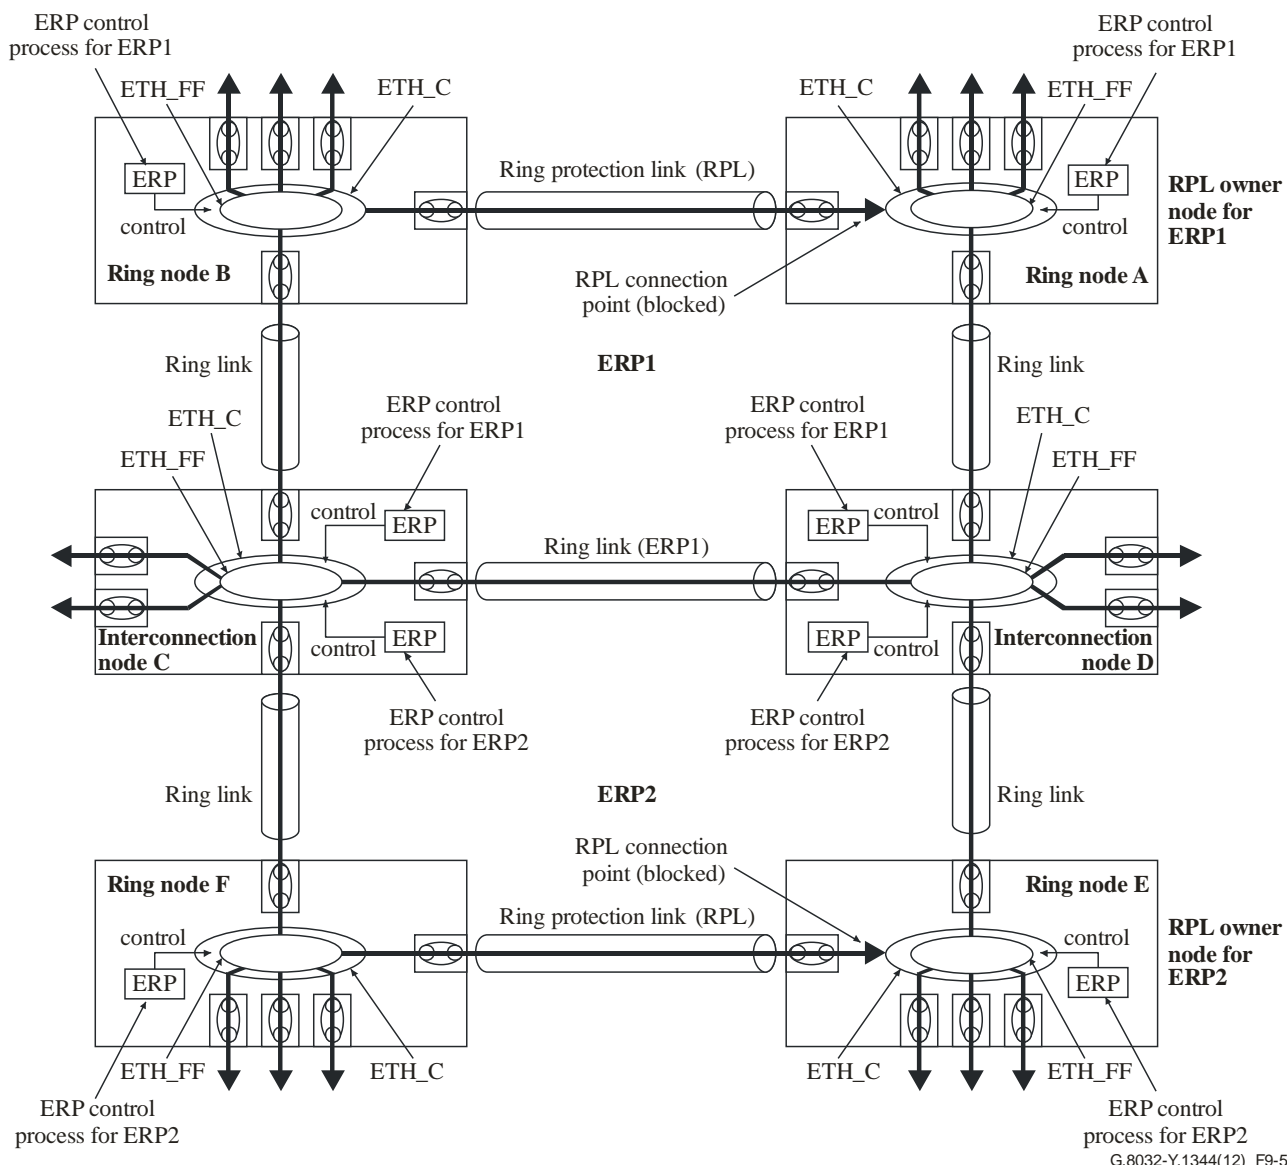 ERP control
process for ERP1
ERP control
process for ERP1
ETH_FF
ETH_C
ETH_C
ETH_FF
Ring protection link (RPL)
ERP
ERP
RPL owner
node for
ERP1
control
control
Ring node B
RPL connection
point (blocked)
Ring node A
Ring link
ERP1
Ring link
ERP control
process for ERP1
ERP control
process for ERP1
ETH_C
ETH_C
ETH_FF
ETH_FF
control
ERP
ERP
control
Ring link (ERP1)
Interconnection
node C
control
ERP
ERP
control
Interconnection
node D
ERP control
process for ERP2
ERP control
process for ERP2
Ring link
ERP2
Ring link
RPL connection
point (blocked)
Ring node F
Ring node E
Ring protection link (RPL)
RPL owner
node for
ERP2
control
control
ERP
ERP
ETH_FF
ETH_C
ETH_C
ETH_FF
ERP control
process for ERP2
ERP control
process for ERP2